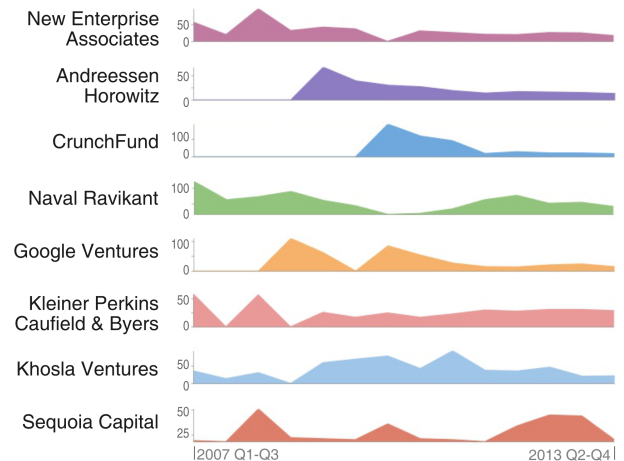 New Enterprise
Associates
50
0
Andreessen
Horowitz
50
0
CrunchFund
100
0
Naval Ravikant
100
0
Google Ventures
100
0
Kleiner Perkins
Caufield & Byers
50
0
Khosla Ventures
50
0
Sequoia Capital
50
25
2007 Q1-Q3
2013 Q2-Q4